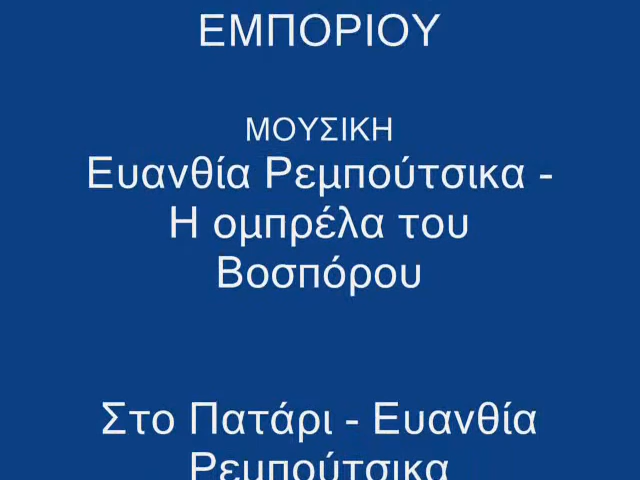 ΕΜΠΟΡΙΟΥ
ΜΟΥΣΙΚΗ
Ευανθία Ρεμπούτσικα -
Η ομπρέλα του
Βοσπόρου
Στο Πατάρι - Ευανθία
Ρεμπούτσικα